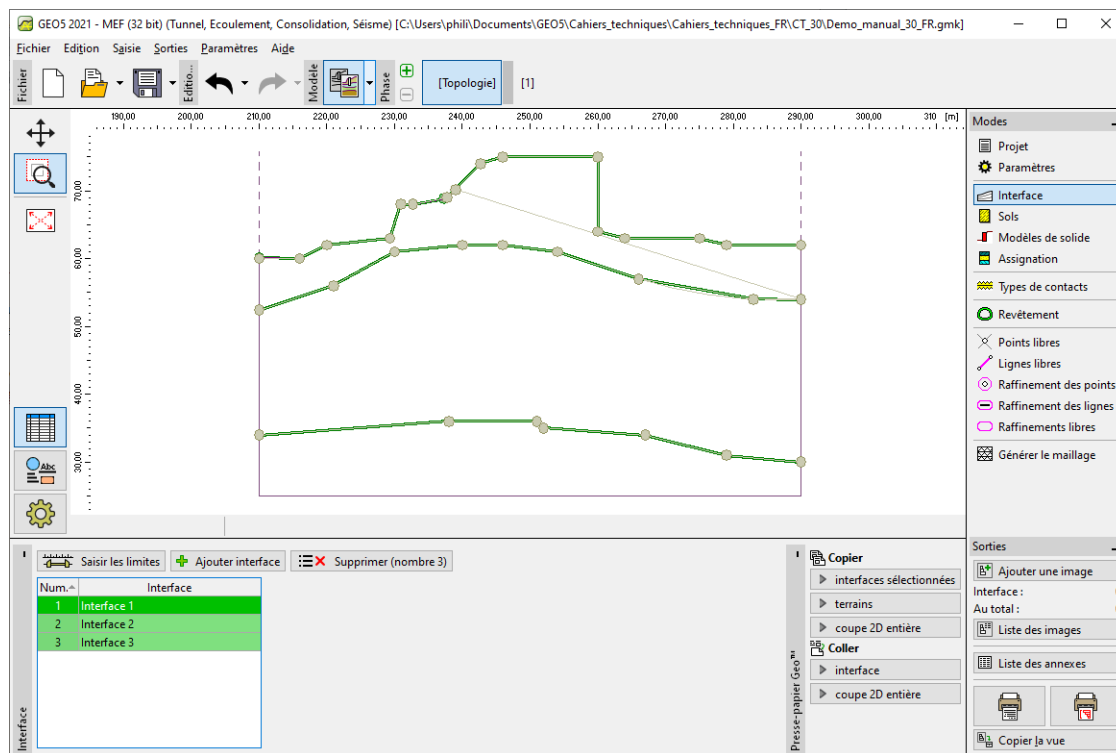 GEO5 2021 - MEF (32 bit) (Tunnel, Ecoulement, Consolidation, Séisme) [C:\Users\phili\Documents\GEO5\Cahiers_techniques\Cahiers_techniques_FR\CT_30\Demo_manual_30_FR.gmk]
Fichier Edition Saisie Sorties Paramètres Aide
Fichier
Editio...
Modèle
Phase
[Topologie]
[1]
190,00 200,00 210,00 220,00 230,00 240,00 250,00 260,00 270,00 280,00 290,00 300,00 310 [m]
70,00
60,00
50,00
40,00
30,00
Abc
Modes
Projet
Paramètres
Interface
Sols
Modèles de solide
Assignation
Types de contacts
Revêtement
Points libres
Lignes libres
Raffinement des points
Raffinement des lignes
Raffinements libres
Générer le maillage
Interface
Saisir les limites Ajouter interface Supprimer (nombre 3)
Num. Interface
1 Interface 1
2 Interface 2
3 Interface 3
Presse-papier Geo™
Copier
interfaces sélectionnées
terrains
coupe 2D entière
Coller
interface
coupe 2D entière
Sorties
Ajouter une image
Interface :
Au total :
Liste des images
Liste des annexes
Copier la vue